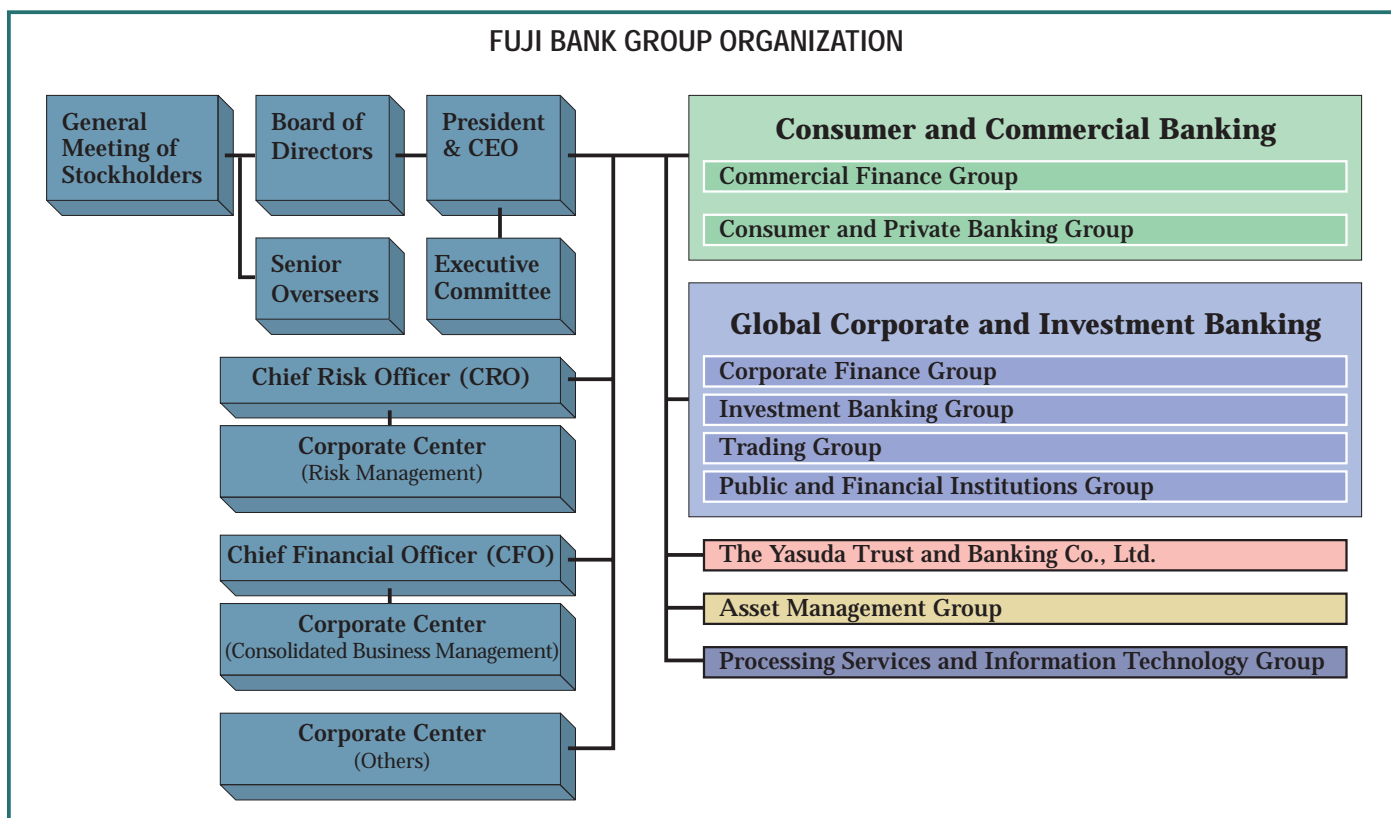 FUJI BANK GROUP ORGANIZATION
General
Meeting of
Stockholders
Board of
Directors
President
& CEO
Senior
Overseers
Executive
Committee
Chief Risk Officer (CRO)
Corporate Center
(Risk Management)
Chief Financial Officer (CFO)
Corporate Center
(Consolidated Business Management)
Corporate Center
(Others)
Consumer and Commercial Banking
Commercial Finance Group
Consumer and Private Banking Group
Global Corporate and Investment Banking
Corporate Finance Group
Investment Banking Group
Trading Group
Public and Financial Institutions Group
The Yasuda Trust and Banking Co., Ltd.
Asset Management Group
Processing Services and Information Technology Group